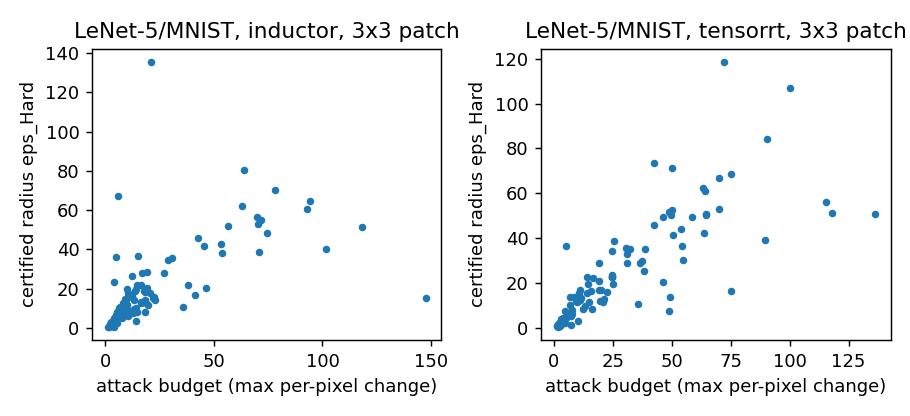 LeNet-5/MNIST, inductor, 3x3 patch
certified radius eps_Hard
140
120
100
80
60
40
20
0
0 50 100 150
attack budget (max per-pixel change)
LeNet-5/MNIST, tensorrt, 3x3 patch
certified radius eps_Hard
120
100
80
60
40
20
0
0 25 50 75 100 125
attack budget (max per-pixel change)